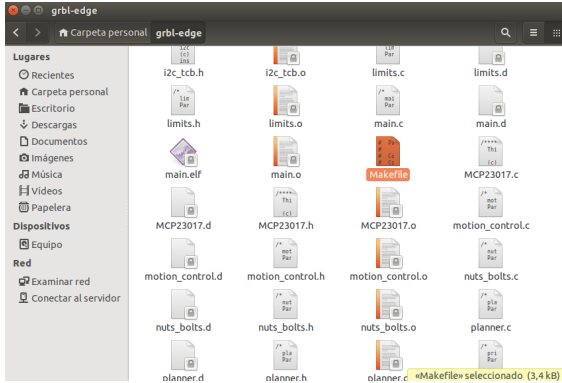 grbl-edge
Carpeta personal grbl-edge
Lugares
Recientes
Carpeta personal
Escritorio
Descargas
Documentos
Imágenes
Música
Vídeos
Papelera
Dispositivos
Equipo
Red
Examinar red
Conectar al servidor
i2c_tcb.h i2c_tcb.o limits.c limits.d
limits.h limits.o main.c main.d
main.elf main.o Makefile MCP23017.c
MCP23017.d MCP23017.h MCP23017.o motion_control.c
motion_control.d motion_control.h motion_control.o nuts_bolts.c
nuts_bolts.d nuts_bolts.h nuts_bolts.o planner.c
planner.d planner.h planner.o
«Makefile» seleccionado (3,4 kB)